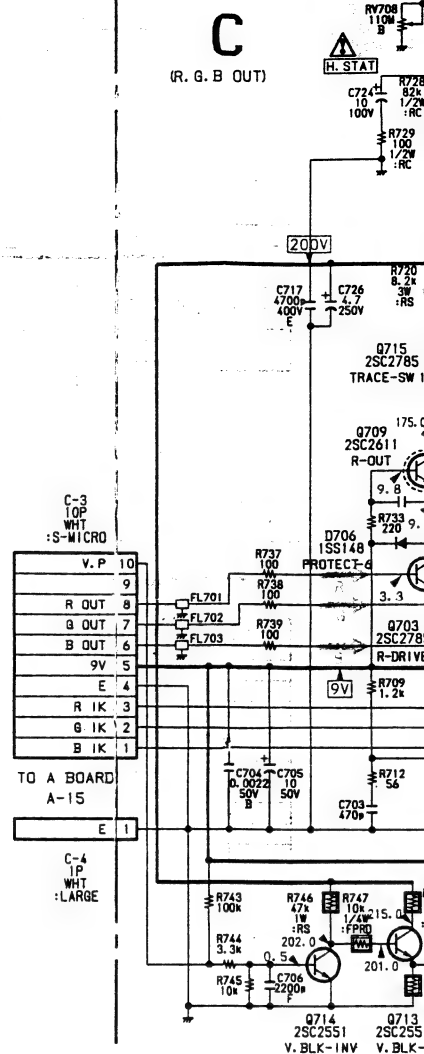 C
(R.G.B OUT)
RV708
110M
B
H. STAT
C724
10
100V
R728
82k
1/2W
:RC
R729
100
1/2W
:RC
200V
C717
4700p
400V
E
C726
4.7
250V
R720
8.2k
3W
:RS
Q715
2SC2785
TRACE-SW 1
175.0
Q709
2SC2611
R-OUT
9.8
R733
220
9.
C-3
10P
WHT
:S-MICRO
V.P 10
9
R OUT 8
G OUT 7
B OUT 6
9V 5
E 4
R IK 3
G IK 2
B IK 1
FL701
FL702
FL703
R737
100
R738
100
R739
100
D706
1SS148
PROTECT-6
3.3
Q703
2SC2785
R-DRIVE
9V
R709
1.2k
R712
56
C703
470p
C704
0.0022
50V
B
C705
10
50V
TO A BOARD
A-15
E 1
C-4
1P
WHT
:LARGE
R743
100k
R744
3.3k
R745
10k
0.5
C706
2200p
F
R746
47k
1W
:RS
R747
10k
1/4W
:FPRD
202.0
215.0
201.0
Q714
2SC2551
V.BLK-INV
Q713
2SC255
V.BLK-